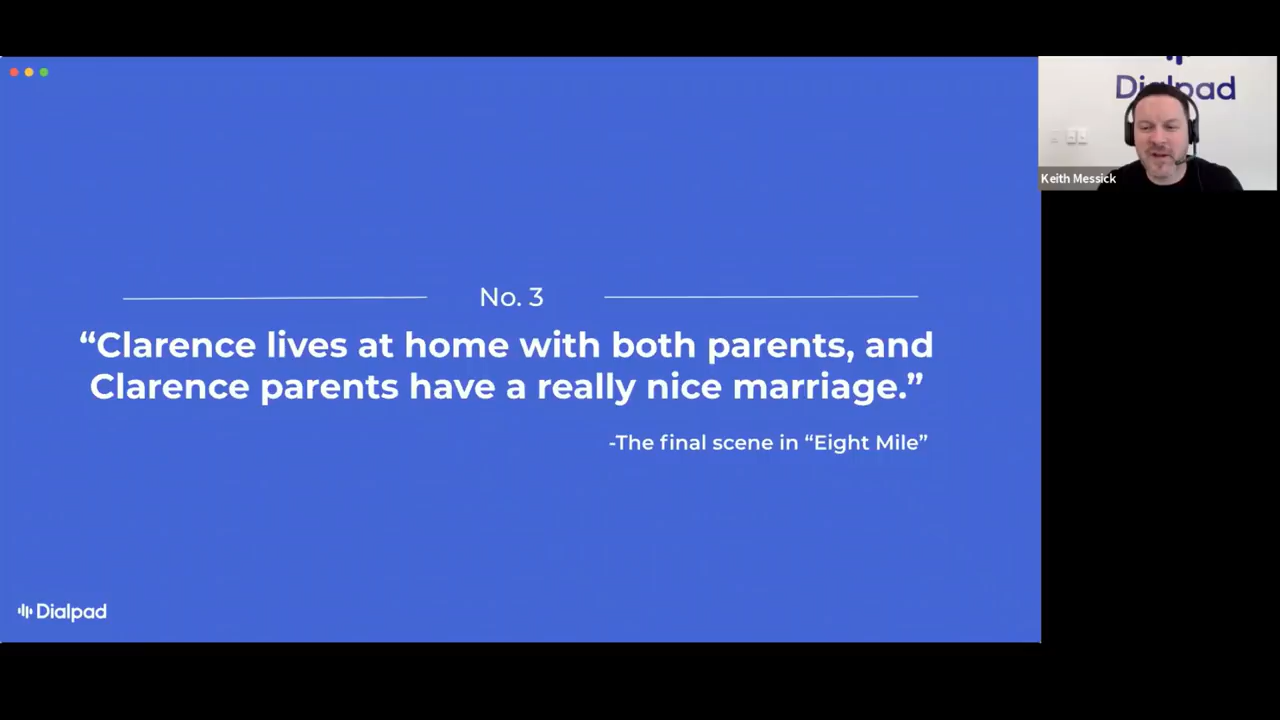 Dialpad
Keith Messick
No. 3
“Clarence lives at home with both parents, and
Clarence parents have a really nice marriage.”
-The final scene in “Eight Mile”
Dialpad